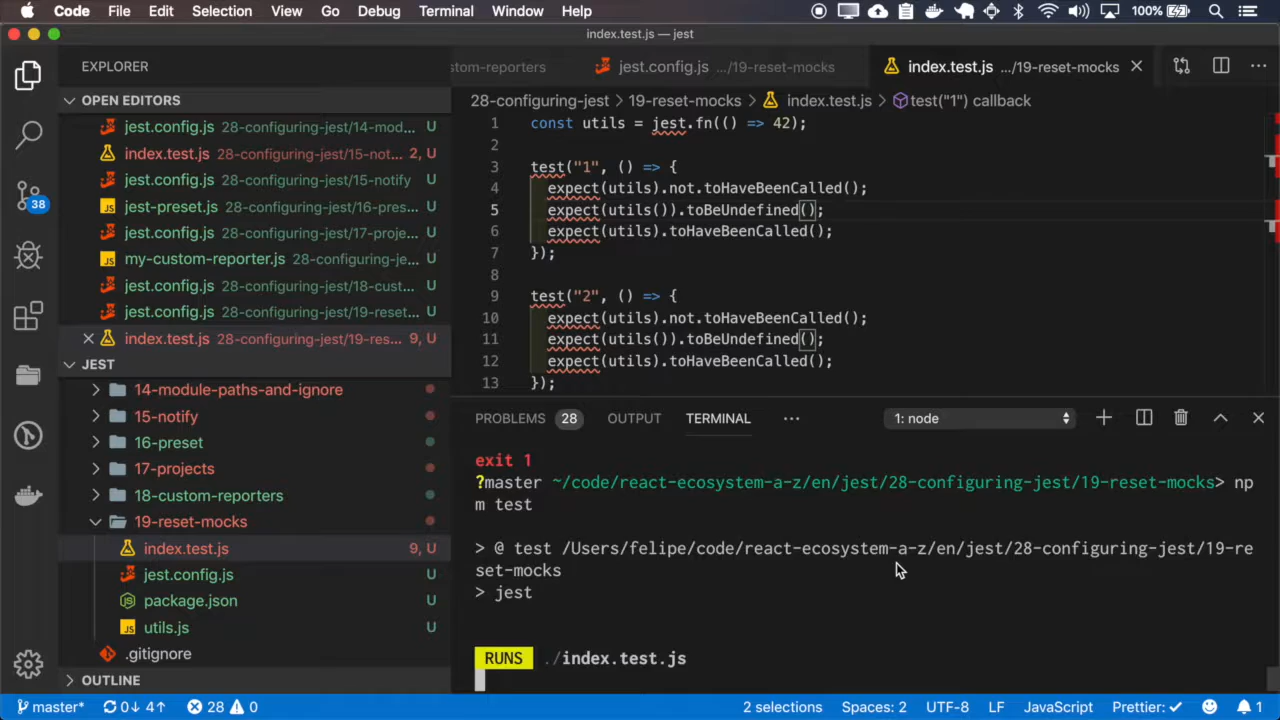 Code File Edit Selection View Go Debug Terminal Window Help 100%
index.test.js — jest
EXPLORER
OPEN EDITORS
jest.config.js 28-configuring-jest/14-mod... U
index.test.js 28-configuring-jest/15-not... 2, U
jest.config.js 28-configuring-jest/15-notify U
JS jest-preset.js 28-configuring-jest/16-pres... U
jest.config.js 28-configuring-jest/17-proje... U
JS my-custom-reporter.js 28-configuring-je... U
jest.config.js 28-configuring-jest/18-cust... U
jest.config.js 28-configuring-jest/19-reset... U
index.test.js 28-configuring-jest/19-res... 9, U
JEST
14-module-paths-and-ignore
15-notify
16-preset
17-projects
18-custom-reporters
19-reset-mocks
index.test.js 9, U
jest.config.js U
package.json U
JS utils.js U
.gitignore
OUTLINE
38
stom-reporters jest.config.js .../19-reset-mocks index.test.js .../19-reset-mocks
28-configuring-jest > 19-reset-mocks > index.test.js > test("1") callback
1 const utils = jest.fn(() => 42);
2
3 test("1", () => {
4 expect(utils).not.toHaveBeenCalled();
5 expect(utils()).toBeUndefined();
6 expect(utils).toHaveBeenCalled();
7 });
8
9 test("2", () => {
10 expect(utils).not.toHaveBeenCalled();
11 expect(utils()).toBeUndefined();
12 expect(utils).toHaveBeenCalled();
13 });
PROBLEMS 28 OUTPUT TERMINAL ... 1: node
exit 1
?master ~/code/react-ecosystem-a-z/en/jest/28-configuring-jest/19-reset-mocks> np
m test
> @ test /Users/felipe/code/react-ecosystem-a-z/en/jest/28-configuring-jest/19-re
set-mocks
> jest
RUNS ./index.test.js
master* 0↓ 4↑ 28 0 2 selections Spaces: 2 UTF-8 LF JavaScript Prettier: ✓ 1